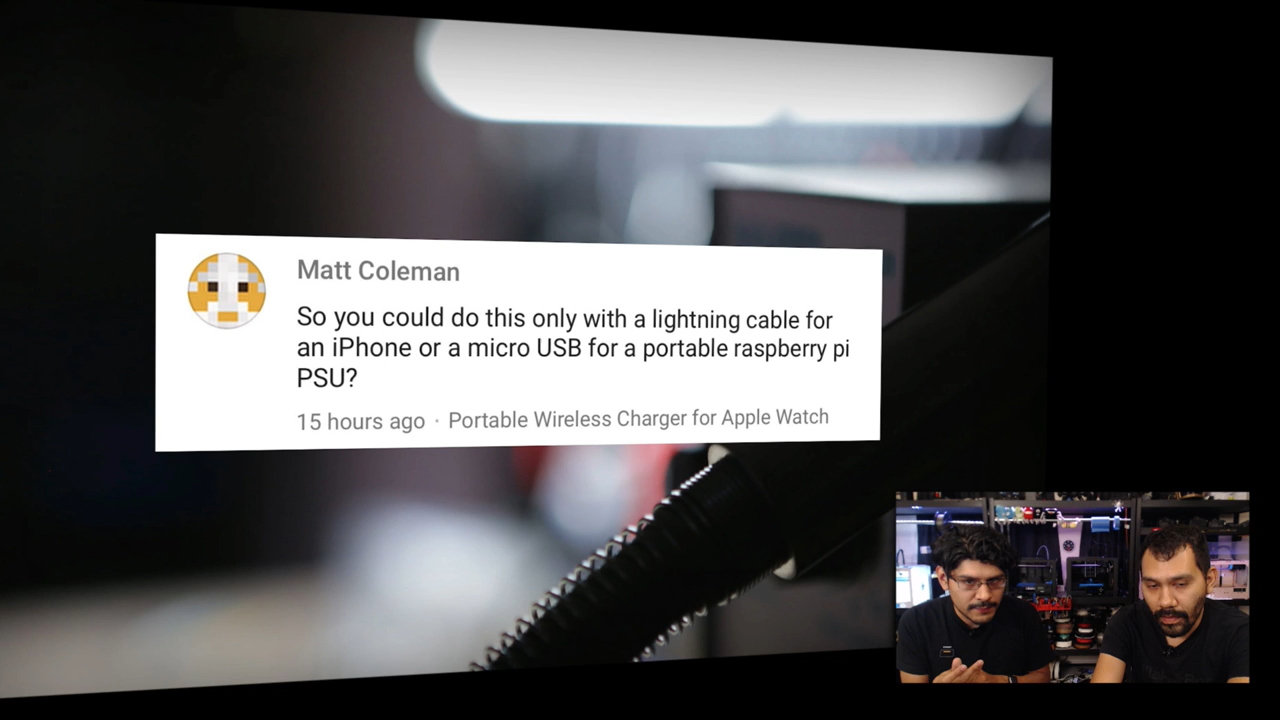 Matt Coleman
So you could do this only with a lightning cable for
an iPhone or a micro USB for a portable raspberry pi
PSU?
15 hours ago · Portable Wireless Charger for Apple Watch